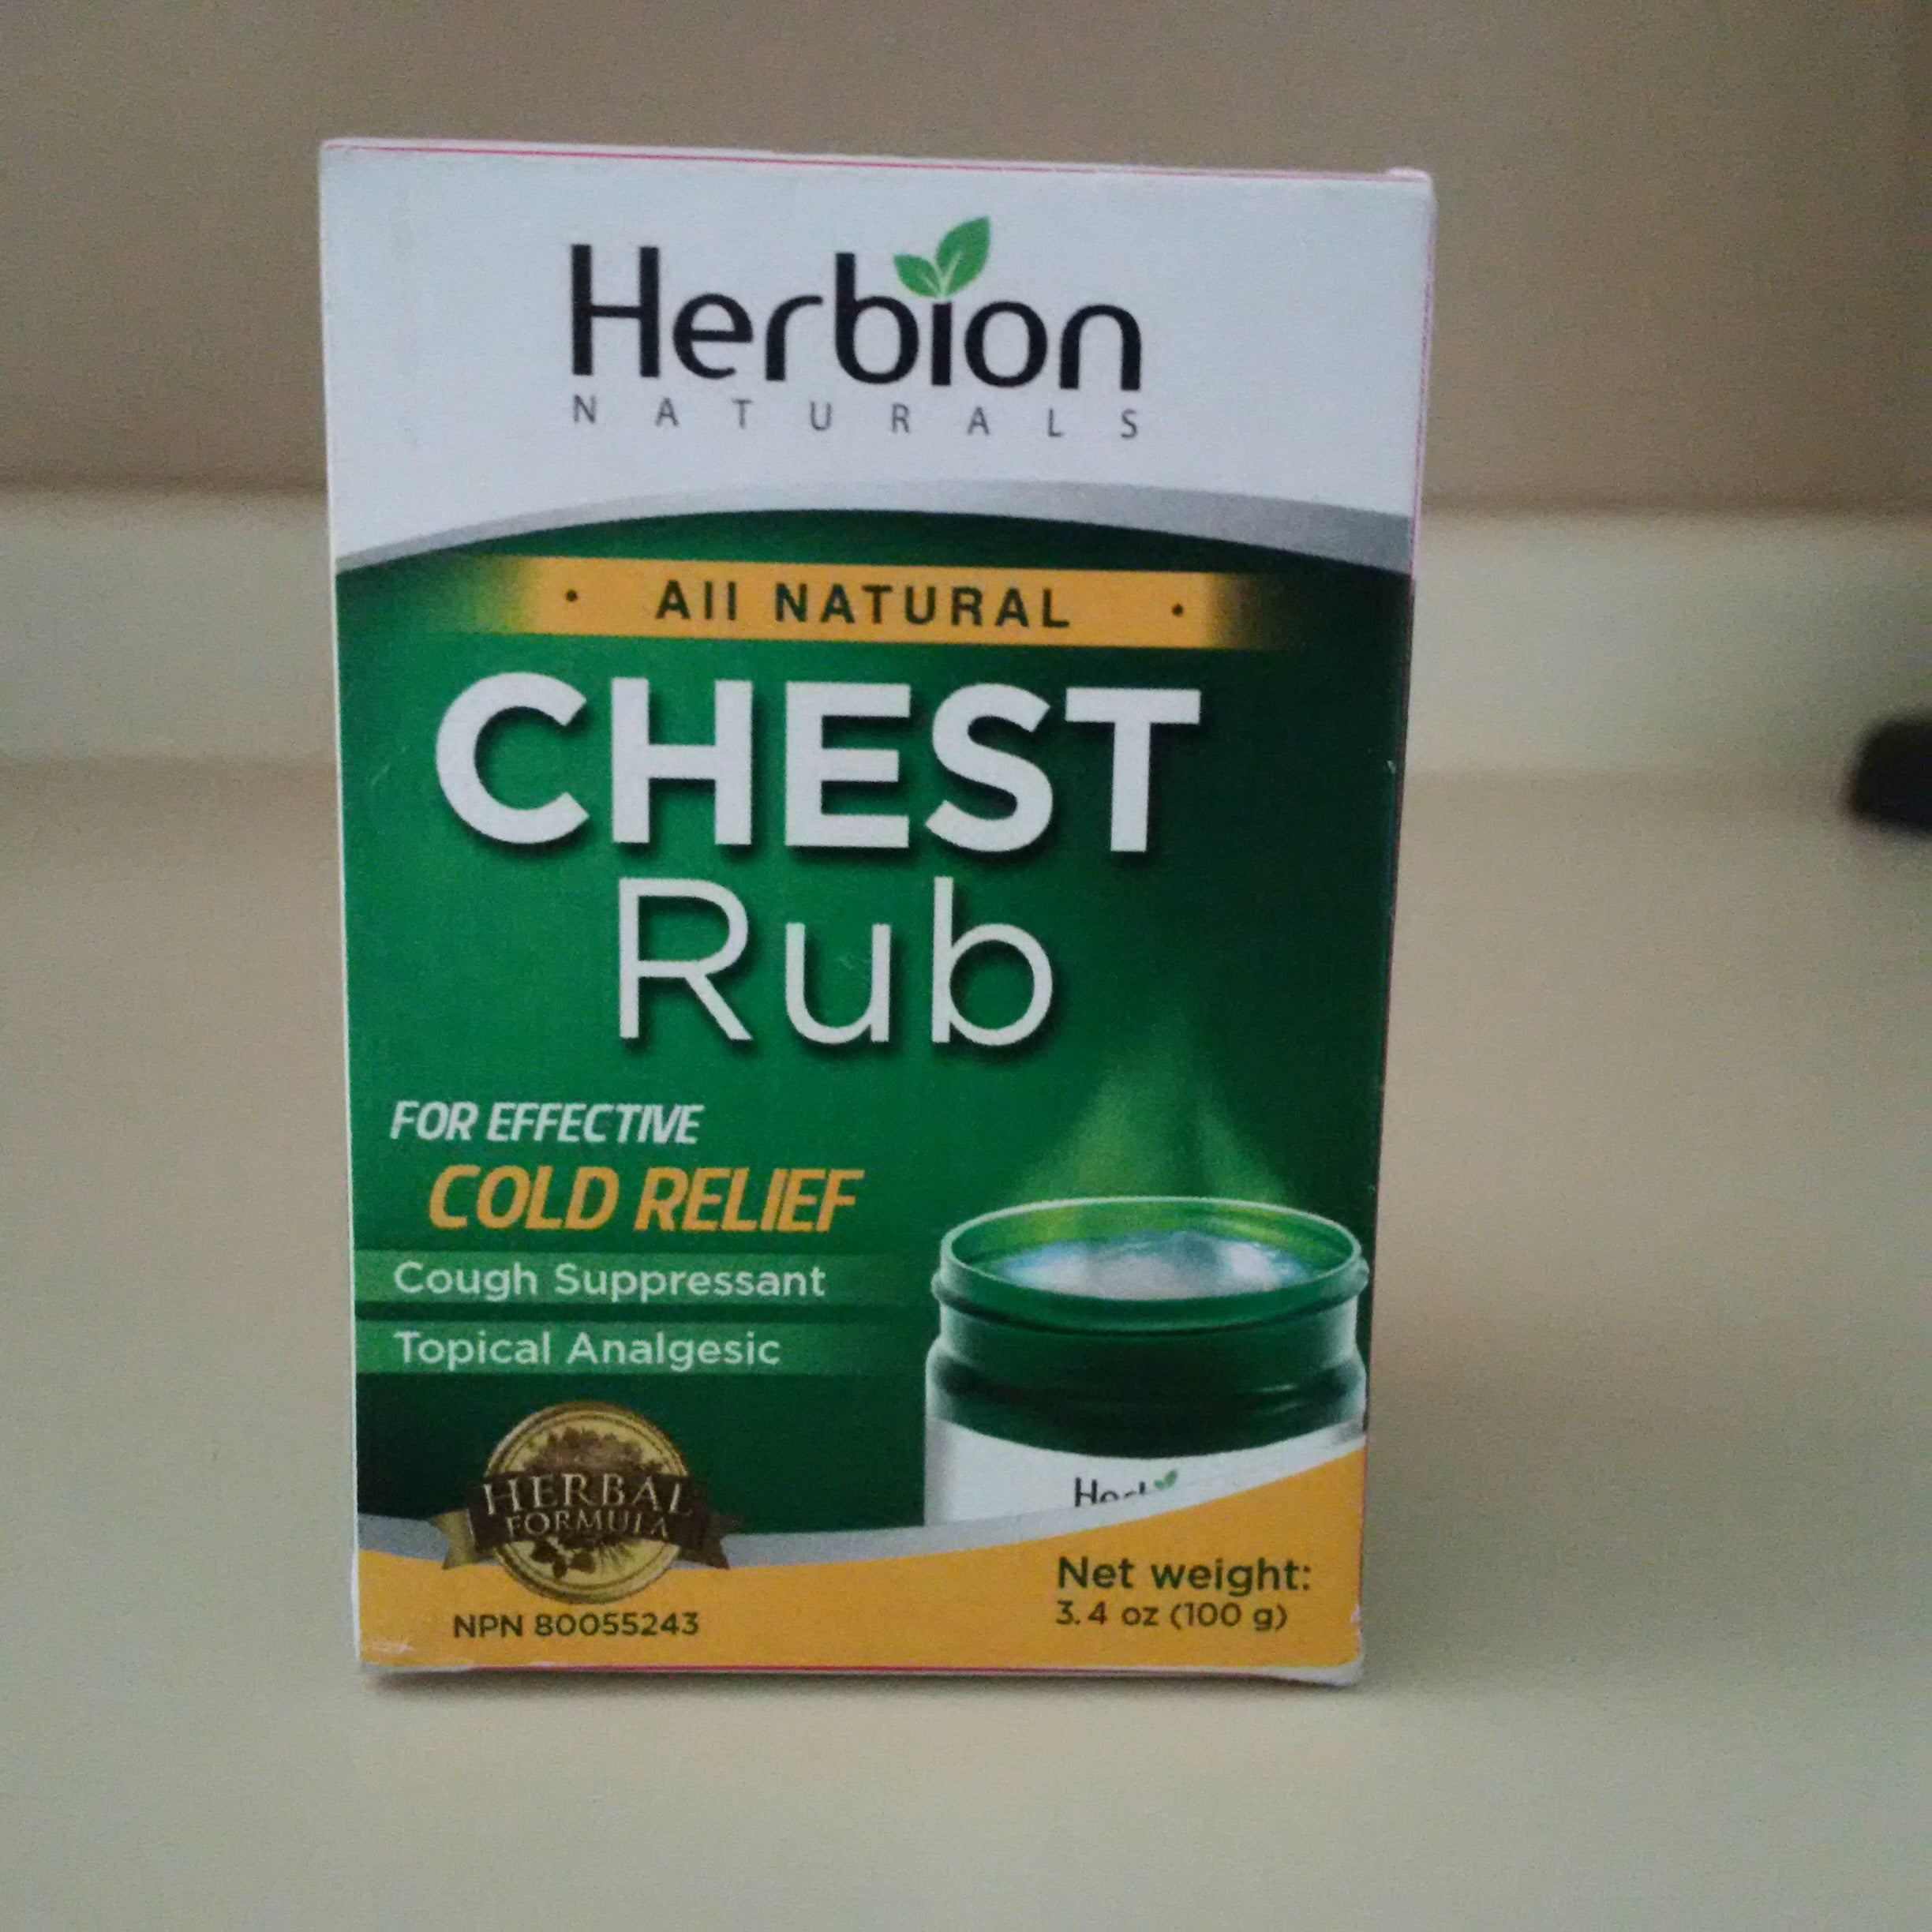 Herbion
NATURALS
• All NATURAL •
CHEST
Rub
FOR EFFECTIVE
COLD RELIEF
Cough Suppressant
Topical Analgesic
HERBAL
FORMULA
NPN 80055243
Net weight:
3.4 oz (100 g)